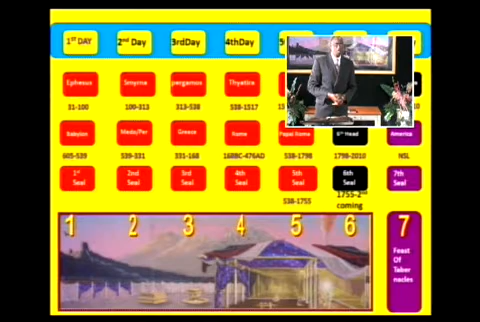 1ST DAY 2nd Day 3rdDay 4thDay
Ephesus Smyrna pergamos Thyatira
31-100 100-313 313-538 538-1517
Babylon Medo/Per Greece Rome Papal Rome 6th Head America
605-539 539-331 331-168 168BC-476AD 538-1798 1798-2010 NSL
1st Seal 2nd Seal 3rd Seal 4th Seal 5th Seal 6th Seal 7th Seal
538-1755 1755-2nd coming
1 2 3 4 5 6 7
Feast
Of
Taber
nacles